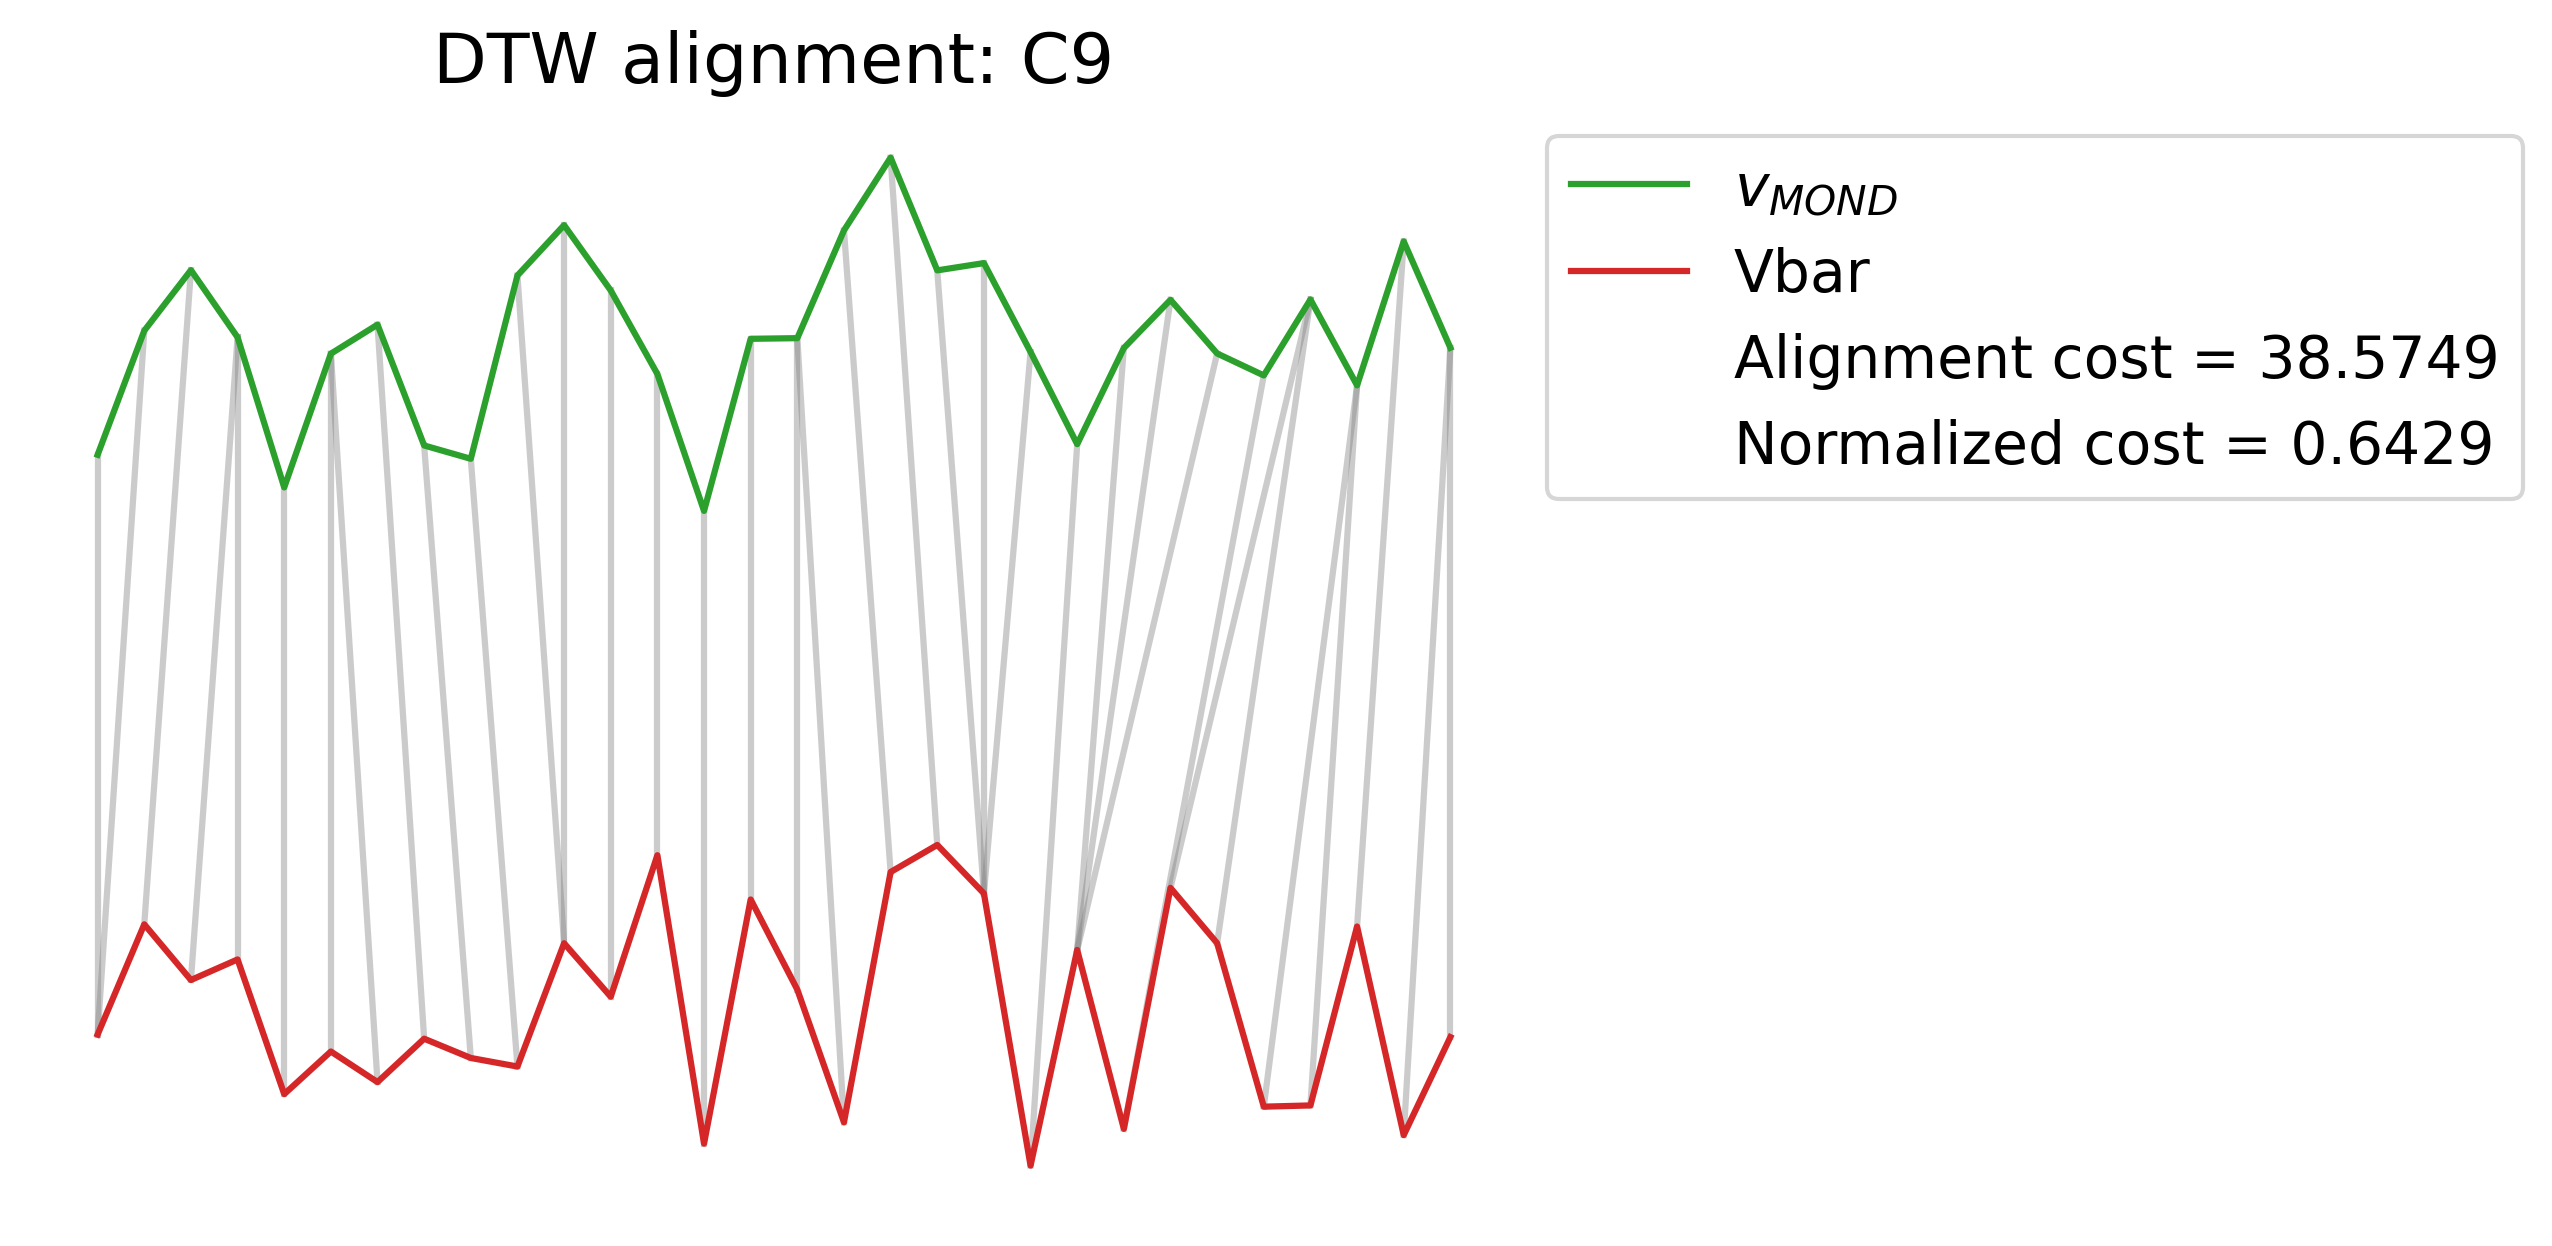 DTW alignment: C9
v_MOND
Vbar
Alignment cost = 38.5749
Normalized cost = 0.6429